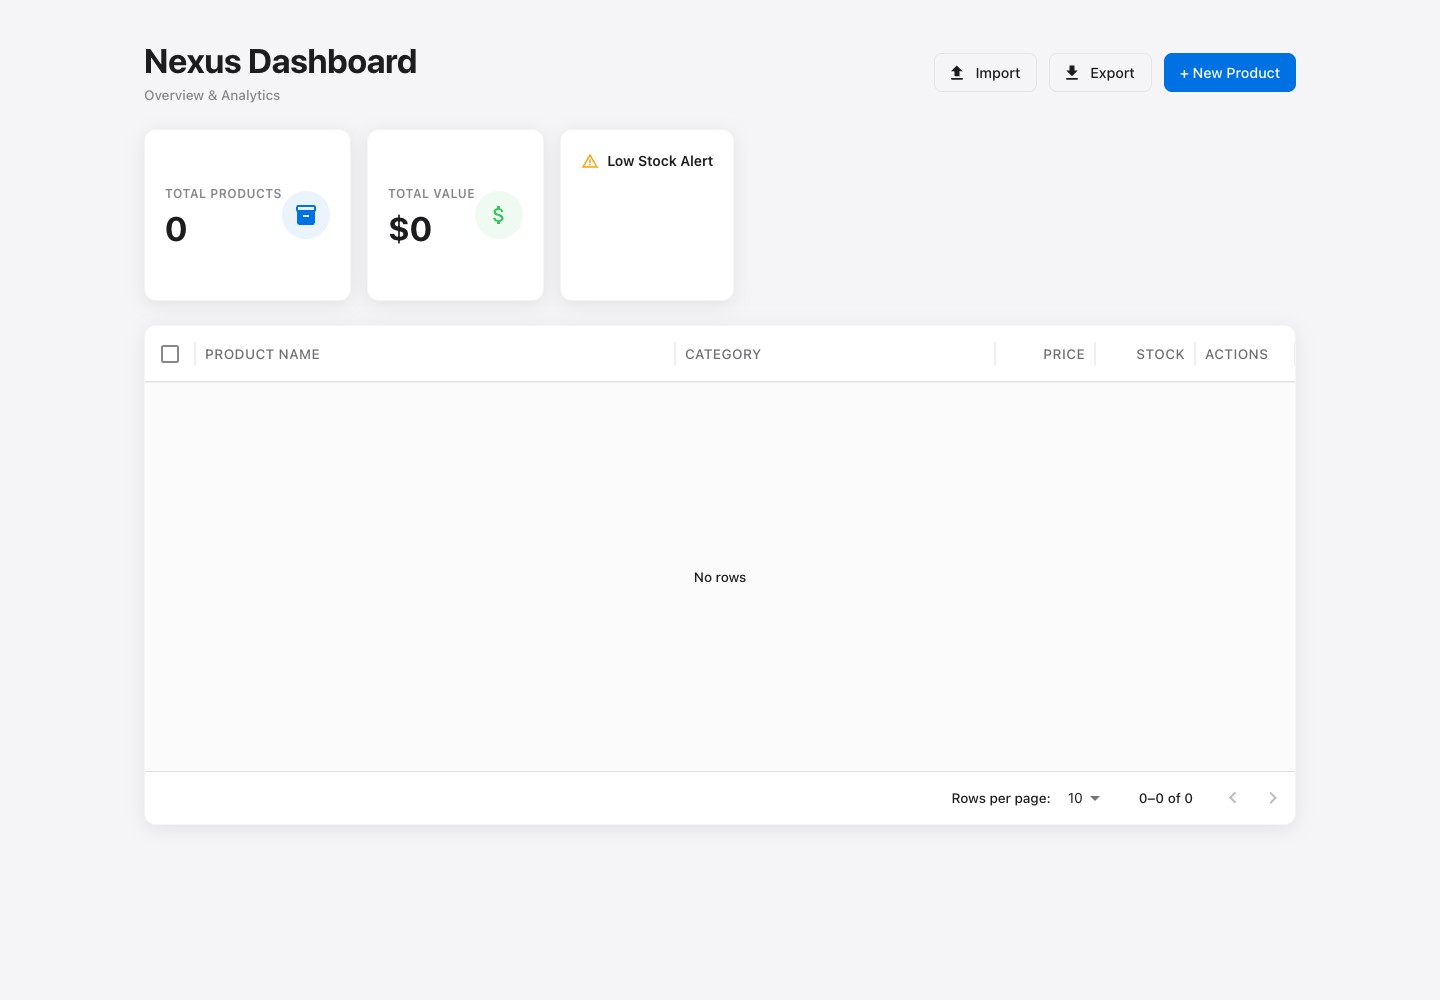 Nexus Dashboard
Overview & Analytics
Import
Export
+ New Product
TOTAL PRODUCTS
0
TOTAL VALUE
$0
$
Low Stock Alert
PRODUCT NAME
CATEGORY
PRICE
STOCK
ACTIONS
No rows
Rows per page:
10
0–0 of 0